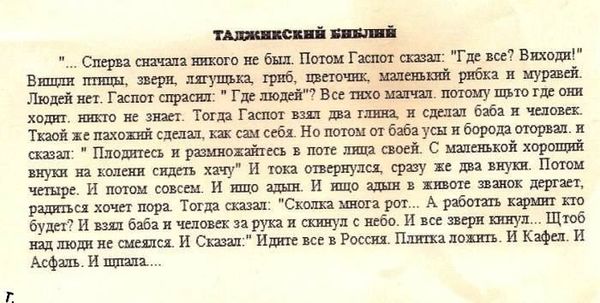 ТАДЖИКСКИЙ БИБЛИЙ
"... Сперва сначала никого не был. Потом Гаспот сказал: "Где все? Виходи!"
Вищли птицы, звери, лягущька, гриб, цветочик, маленький рибка и муравей.
Людей нет. Гаспот спрасил: " Где людей"? Все тихо малчал. потому щьто где они
ходит. никто не знает. Тогда Гаспот взял два глина, и сделал баба и человек.
Ткаой же пахожий сделал, как сам себя. Но потом от баба усы и борода оторвал. и
сказал: " Плодитесь и размножайтесь в поте лица своей. С маленькой хорощий
внуки на колени сидеть хачу" И тока отвернулся, сразу же два внуки. Потом
четыре. И потом совсем. И ищо адын. И ищо адын в животе званок дергает,
радиться хочет пора. Тогда сказал: "Сколка многа рот... А работать кармит кто
будет? И взял баба и человек за рука и скинул с небо. И все звери кинул... Щтоб
над люди не смеялся. И Сказал:" Идите все в Россия. Плитка ложить. И Кафел. И
Асфаль. И щпала....
г.